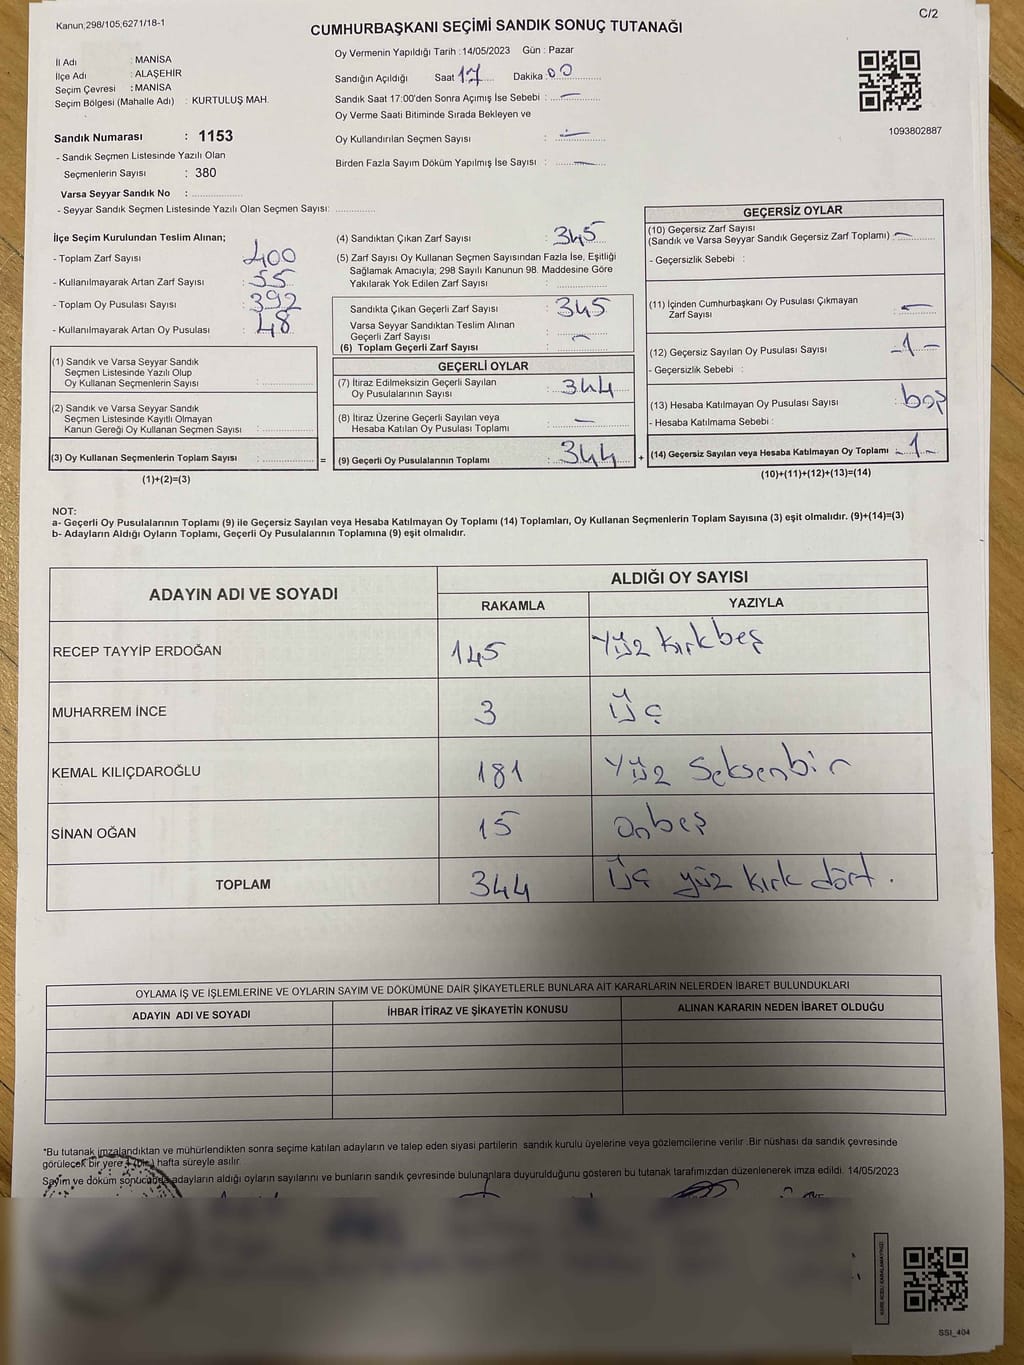 Kanun;298/105,6271/18-1
C/2
CUMHURBAŞKANI SEÇİMİ SANDIK SONUÇ TUTANAĞI
İl Adı : MANİSA
İlçe Adı : ALAŞEHİR
Seçim Çevresi : MANİSA
Seçim Bölgesi (Mahalle Adı) : KURTULUŞ MAH.
Sandık Numarası : 1153
- Sandık Seçmen Listesinde Yazılı Olan
Seçmenlerin Sayısı : 380
Varsa Seyyar Sandık No :
- Seyyar Sandık Seçmen Listesinde Yazılı Olan Seçmen Sayısı:
Oy Vermenin Yapıldığı Tarih :14/05/2023 Gün : Pazar
Sandığın Açıldığı Saat 17 Dakika 00
Sandık Saat 17:00'den Sonra Açımış İse Sebebi : —
Oy Verme Saati Bitiminde Sırada Bekleyen ve
Oy Kullandırılan Seçmen Sayısı : —
Birden Fazla Sayım Döküm Yapılmış İse Sayısı : —
1093802887
İlçe Seçim Kurulundan Teslim Alınan;
- Toplam Zarf Sayısı : 400
- Kullanılmayarak Artan Zarf Sayısı : 55
- Toplam Oy Pusulası Sayısı : 392
- Kullanılmayarak Artan Oy Pusulası : 48
(1) Sandık ve Varsa Seyyar Sandık
Seçmen Listesinde Yazılı Olup
Oy Kullanan Seçmenlerin Sayısı :
(2) Sandık ve Varsa Seyyar Sandık
Seçmen Listesinde Kayıtlı Olmayan
Kanun Gereği Oy Kullanan Seçmen Sayısı :
(3) Oy Kullanan Seçmenlerin Toplam Sayısı : =
(1)+(2)=(3)
(4) Sandıktan Çıkan Zarf Sayısı : 345
(5) Zarf Sayısı Oy Kullanan Seçmen Sayısından Fazla İse, Eşitliği
Sağlamak Amacıyla, 298 Sayılı Kanunun 98. Maddesine Göre
Yakılarak Yok Edilen Zarf Sayısı :
Sandıkta Çıkan Geçerli Zarf Sayısı : 345
Varsa Seyyar Sandıktan Teslim Alınan
Geçerli Zarf Sayısı : —
(6) Toplam Geçerli Zarf Sayısı :
GEÇERLİ OYLAR
(7) İtiraz Edilmeksizin Geçerli Sayılan
Oy Pusulalarının Sayısı : 344
(8) İtiraz Üzerine Geçerli Sayılan veya
Hesaba Katılan Oy Pusulası Toplamı : —
(9) Geçerli Oy Pusulalarının Toplamı : 344 +
GEÇERSİZ OYLAR
(10) Geçersiz Zarf Sayısı
(Sandık ve Varsa Seyyar Sandık Geçersiz Zarf Toplamı) : —
- Geçersizlik Sebebi :
(11) İçinden Cumhurbaşkanı Oy Pusulası Çıkmayan
Zarf Sayısı : —
(12) Geçersiz Sayılan Oy Pusulası Sayısı : -1-
- Geçersizlik Sebebi :
(13) Hesaba Katılmayan Oy Pusulası Sayısı : boş
- Hesaba Katılmama Sebebi :
(14) Geçersiz Sayılan veya Hesaba Katılmayan Oy Toplamı : -1-
(10)+(11)+(12)+(13)=(14)
NOT:
a- Geçerli Oy Pusulalarının Toplamı (9) ile Geçersiz Sayılan veya Hesaba Katılmayan Oy Toplamı (14) Toplamları, Oy Kullanan Seçmenlerin Toplam Sayısına (3) eşit olmalıdır. (9)+(14)=(3)
b- Adayların Aldığı Oyların Toplamı, Geçerli Oy Pusulalarının Toplamına (9) eşit olmalıdır.
ADAYIN ADI VE SOYADI
ALDIĞI OY SAYISI
RAKAMLA YAZIYLA
RECEP TAYYİP ERDOĞAN 145 Yüz kırkbeş
MUHARREM İNCE 3 Üç
KEMAL KILIÇDAROĞLU 181 Yüz Seksenbir
SİNAN OĞAN 15 Onbeş
TOPLAM 344 Üç yüz kırk dört.
OYLAMA İŞ VE İŞLEMLERİNE VE OYLARIN SAYIM VE DÖKÜMÜNE DAİR ŞİKAYETLERLE BUNLARA AİT KARARLARIN NELERDEN İBARET BULUNDUKLARI
ADAYIN ADI VE SOYADI İHBAR İTİRAZ VE ŞİKAYETİN KONUSU ALINAN KARARIN NEDEN İBARET OLDUĞU
*Bu tutanak imzalandıktan ve mühürlendikten sonra seçime katılan adayların ve talep eden siyasi partilerin sandık kurulu üyelerine veya gözlemcilerine verilir .Bir nüshası da sandık çevresinde
görülecek bir yere 1 (bir) hafta süreyle asılır.
Sayım ve döküm sonucunda adayların aldığı oyların sayılarını ve bunların sandık çevresinde bulunanlara duyurulduğunu gösteren bu tutanak tarafımızdan düzenlenerek imza edildi. 14/05/2023
SSI_404